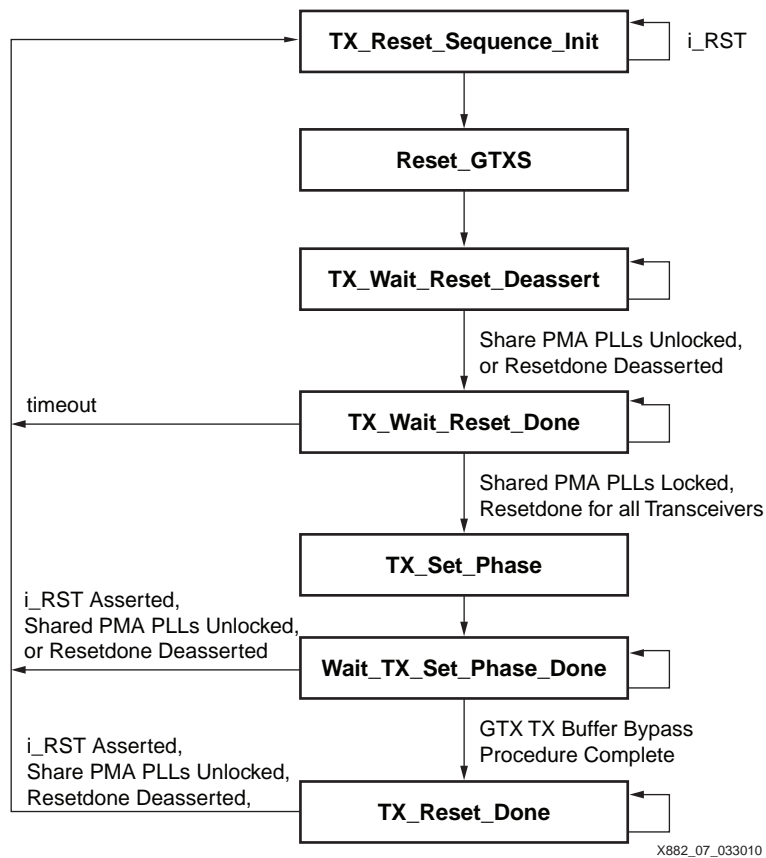 TX_Reset_Sequence_Init
i_RST
Reset_GTXS
TX_Wait_Reset_Deassert
Share PMA PLLs Unlocked,
or Resetdone Deasserted
timeout
TX_Wait_Reset_Done
Shared PMA PLLs Locked,
Resetdone for all Transceivers
TX_Set_Phase
i_RST Asserted,
Shared PMA PLLs Unlocked,
or Resetdone Deasserted
Wait_TX_Set_Phase_Done
GTX TX Buffer Bypass
Procedure Complete
i_RST Asserted,
Share PMA PLLs Unlocked,
Resetdone Deasserted,
TX_Reset_Done
X882_07_033010